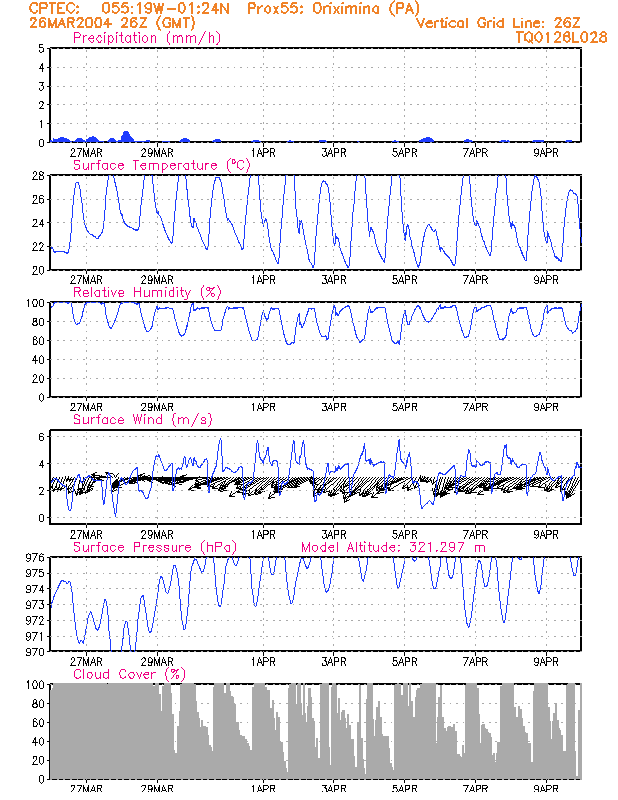 CPTEC: 055:19W-01:24N Prox55: Oriximina (PA)
26MAR2004 26Z (GMT) Vertical Grid Line: 26Z
Precipitation (mm/h) TQ0126L028
5
4
3
2
1
0
27MAR 29MAR 1APR 3APR 5APR 7APR 9APR
Surface Temperature (°C)
28
26
24
22
20
27MAR 29MAR 1APR 3APR 5APR 7APR 9APR
Relative Humidity (%)
100
80
60
40
20
0
27MAR 29MAR 1APR 3APR 5APR 7APR 9APR
Surface Wind (m/s)
6
4
2
0
27MAR 29MAR 1APR 3APR 5APR 7APR 9APR
Surface Pressure (hPa) Model Altitude: 321.297 m
976
975
974
973
972
971
970
27MAR 29MAR 1APR 3APR 5APR 7APR 9APR
Cloud Cover (%)
100
80
60
40
20
0
27MAR 29MAR 1APR 3APR 5APR 7APR 9APR